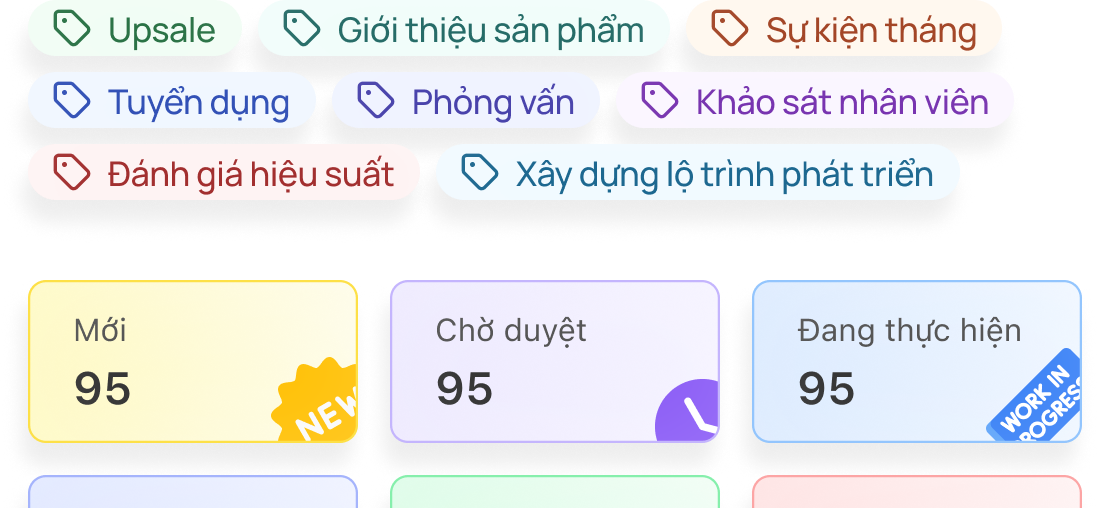 Upsale Giới thiệu sản phẩm Sự kiện tháng
Tuyển dụng Phỏng vấn Khảo sát nhân viên
Đánh giá hiệu suất Xây dựng lộ trình phát triển
Mới
95
NEW
Chờ duyệt
95
Đang thực hiện
95
WORK IN
PROGRESS